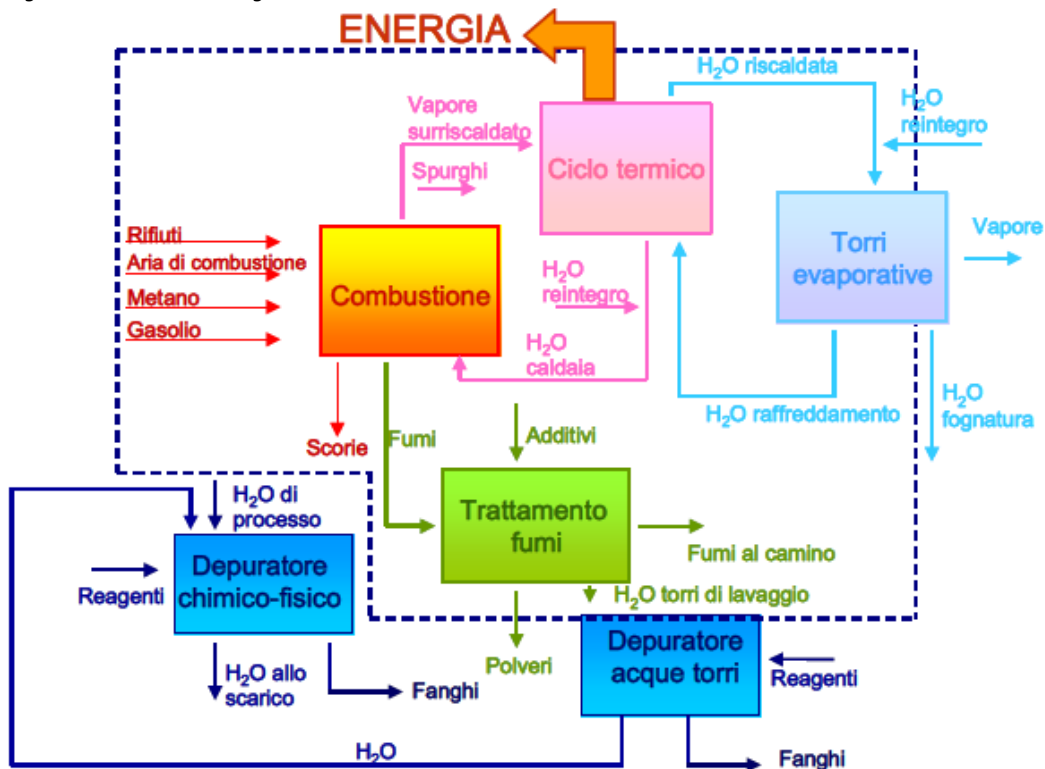 ENERGIA
H₂O riscaldata
Vapore
surriscaldato
H₂O
reintegro
Spurghi
Ciclo termico
Rifiuti
Aria di combustione
Metano
Gasolio
Combustione
Torri
evaporative
Vapore
H₂O
reintegro
H₂O
caldaia
H₂O raffreddamento
H₂O
fognatura
Scorie
Fumi
Additivi
H₂O di
processo
Trattamento
fumi
Fumi al camino
Reagenti
Depuratore
chimico-fisico
H₂O torri di lavaggio
Polveri
Depuratore
acque torri
Reagenti
H₂O allo
scarico
Fanghi
H₂O
Fanghi